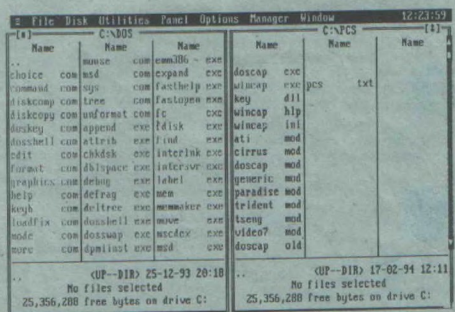 ≡ File Disk Utilities Panel Options Manager Window 12:23:59
C:\DOS C:\PCS
Name Name Name Name Name Name
.. mouse com emm386 ~ exe
choice com msd com expand exe doscap exe
command com sys com fasthelp exe wincap exe pcs txt
diskcomp com tree com fastopen exe key dll
diskcopy com unformat com fc exe wincap hlp
doskey com append exe fdisk exe wincap ini
dosshell com attrib exe find exe ati mod
edit com chkdsk exe interlnk exe cirrus mod
format com dblspace exe intersvr exe doscap mod
graphics com debug exe label exe generic mod
help com defrag exe mem exe paradise mod
keyb com deltree exe memmaker exe trident mod
loadfix com dosshell exe move exe tseng mod
mode com dosswap exe mscdex exe video7 mod
more com dpmiinst exe msd exe doscap old
.. <UP--DIR> 25-12-93 20:18 .. <UP--DIR> 17-02-94 12:11
No files selected No files selected
25,356,288 free bytes on drive C: 25,356,288 free bytes on drive C: